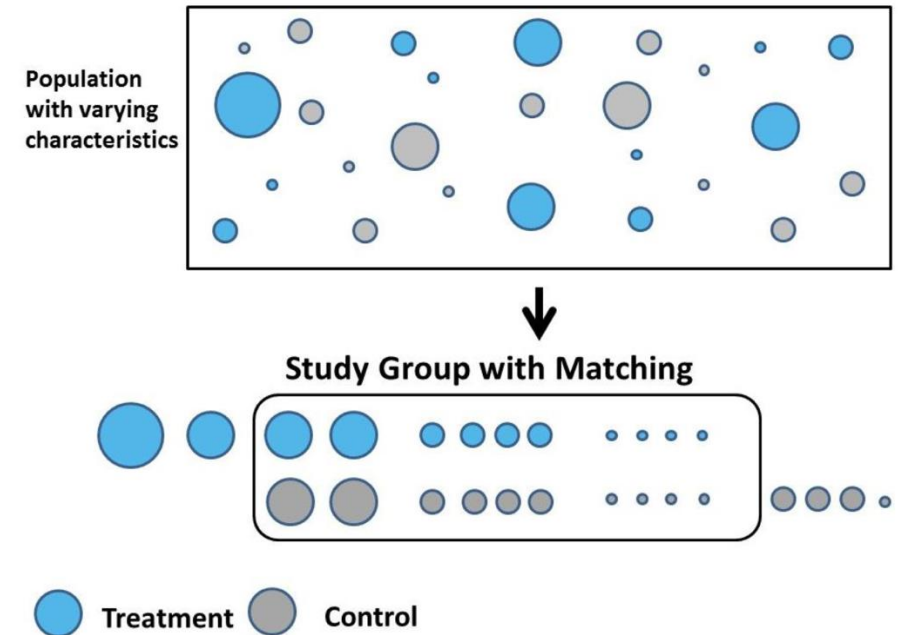 Population
with varying
characteristics
Study Group with Matching
Treatment
Control